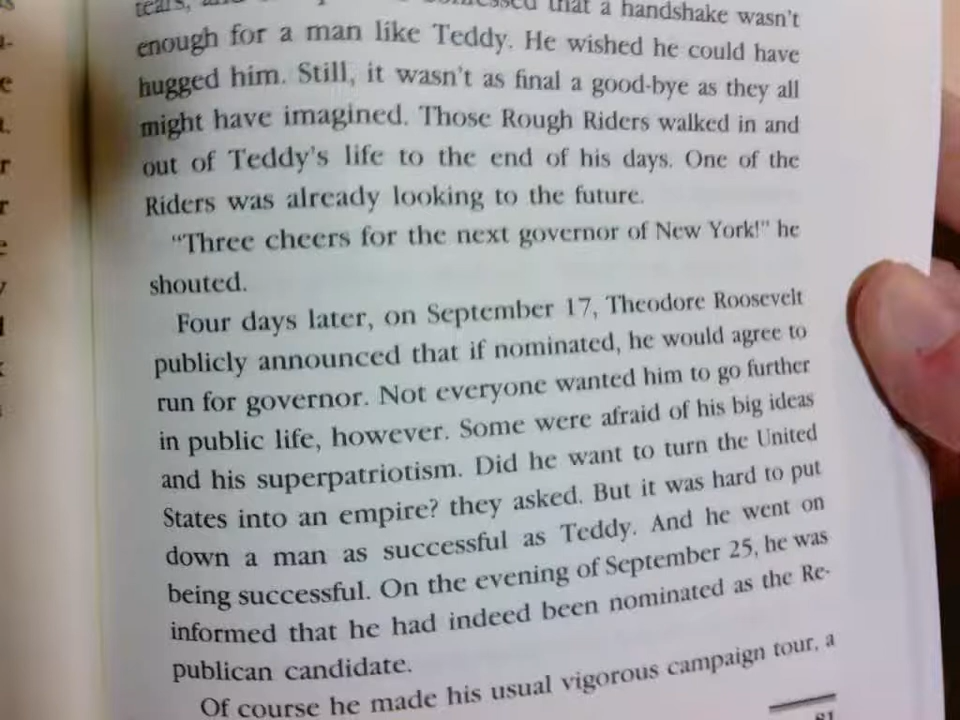 tears, and confessed that a handshake wasn't
enough for a man like Teddy. He wished he could have
hugged him. Still, it wasn't as final a good-bye as they all
might have imagined. Those Rough Riders walked in and
out of Teddy's life to the end of his days. One of the
Riders was already looking to the future.
"Three cheers for the next governor of New York!" he
shouted.
Four days later, on September 17, Theodore Roosevelt
publicly announced that if nominated, he would agree to
run for governor. Not everyone wanted him to go further
in public life, however. Some were afraid of his big ideas
and his superpatriotism. Did he want to turn the United
States into an empire? they asked. But it was hard to put
down a man as successful as Teddy. And he went on
being successful. On the evening of September 25, he was
informed that he had indeed been nominated as the Re-
publican candidate.
Of course he made his usual vigorous campaign tour, a